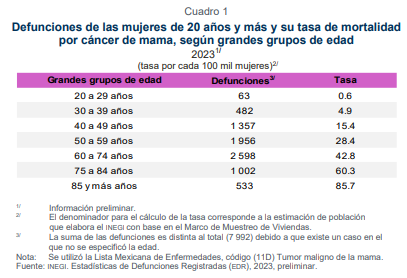 Cuadro 1
Defunciones de las mujeres de 20 años y más y su tasa de mortalidad
por cáncer de mama, según grandes grupos de edad
2023 1/
(tasa por cada 100 mil mujeres) 2/
Grandes grupos de edad Defunciones 3/ Tasa
20 a 29 años 63 0.6
30 a 39 años 482 4.9
40 a 49 años 1 357 15.4
50 a 59 años 1 956 28.4
60 a 74 años 2 598 42.8
75 a 84 años 1 002 60.3
85 y más años 533 85.7
1/ Información preliminar.
2/ El denominador para el cálculo de la tasa corresponde a la estimación de población
que elabora el INEGI con base en el Marco de Muestreo de Viviendas.
3/ La suma de las defunciones es distinta al total (7 992) debido a que existe un caso en el
que no se especificó la edad.
Nota: Se utilizó la Lista Mexicana de Enfermedades, código (11D) Tumor maligno de la mama.
Fuente: INEGI. Estadísticas de Defunciones Registradas (EDR), 2023, preliminar.